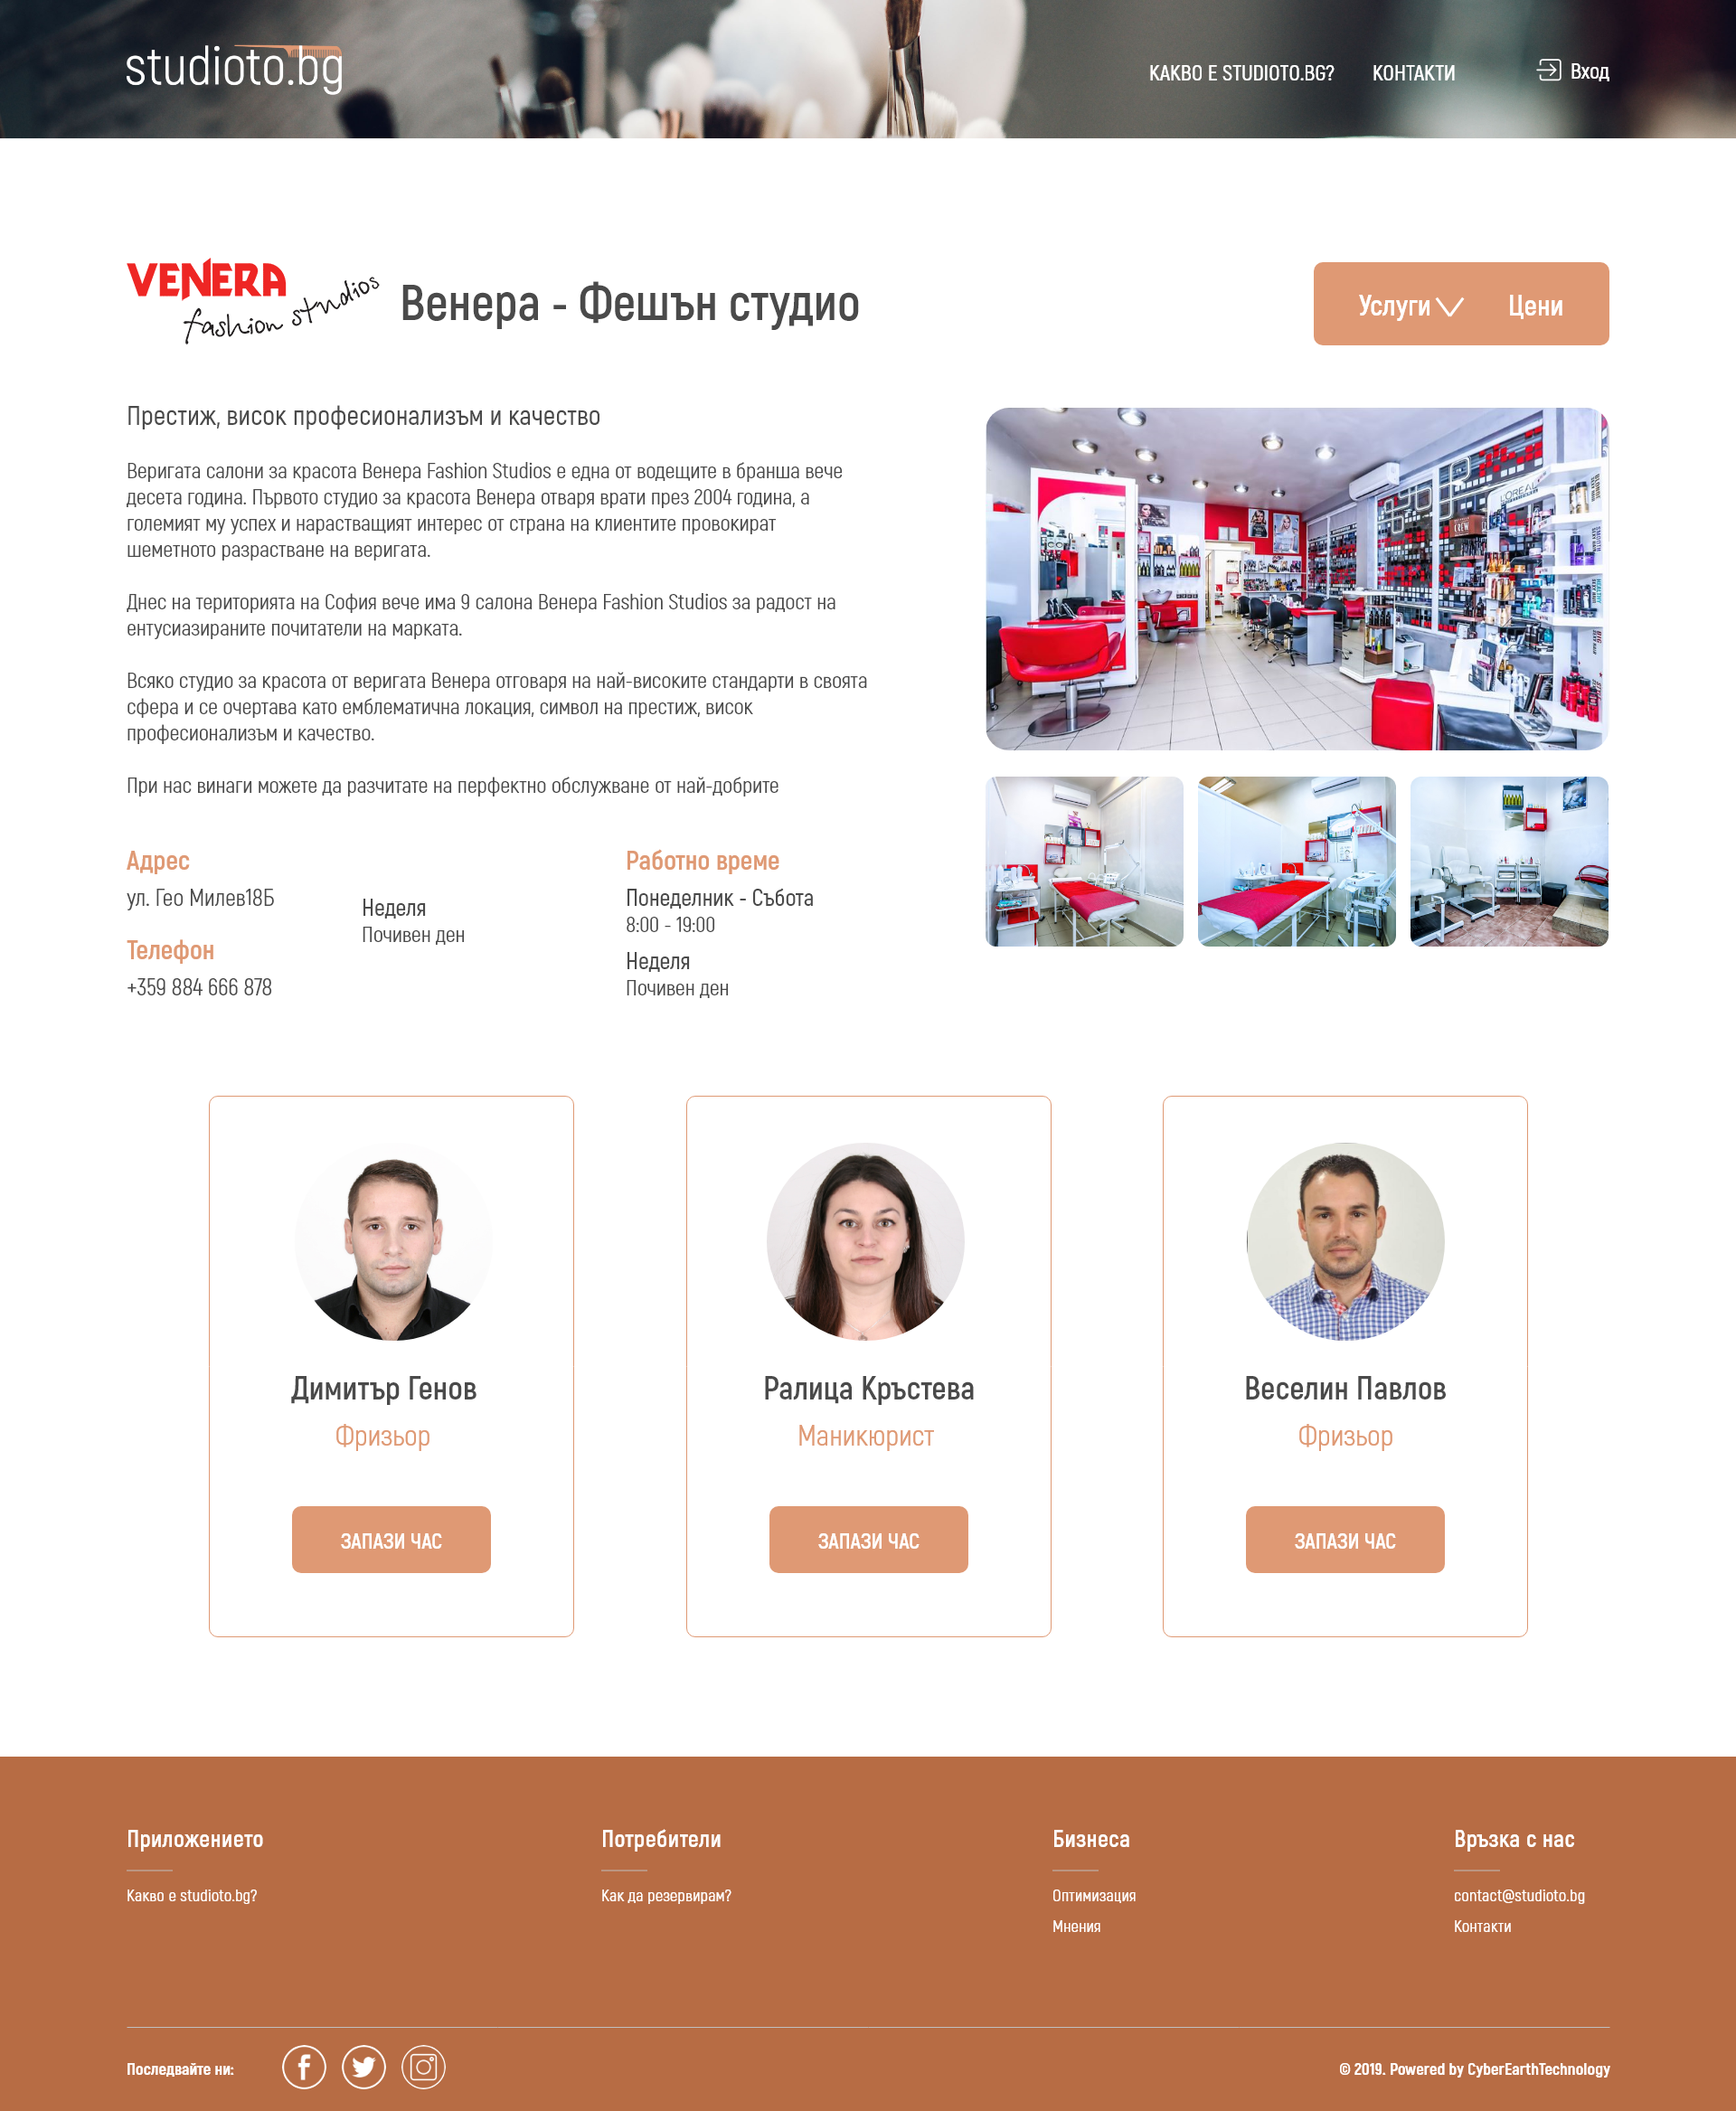 studioto.bg
КАКВО Е STUDIOTO.BG?
КОНТАКТИ
Вход
VENERA
fashion studios
Венера - Фешън студио
Услуги
Цени
Престиж, висок професионализъм и качество
Веригата салони за красота Венера Fashion Studios е една от водещите в бранша вече
десета година. Първото студио за красота Венера отваря врати през 2004 година, а
големият му успех и нарастващият интерес от страна на клиентите провокират
шеметното разрастване на веригата.
Днес на територията на София вече има 9 салона Венера Fashion Studios за радост на
ентусиазираните почитатели на марката.
Всяко студио за красота от веригата Венера отговаря на най-високите стандарти в своята
сфера и се очертава като емблематична локация, символ на престиж, висок
професионализъм и качество.
При нас винаги можете да разчитате на перфектно обслужване от най-добрите
L'OREAL
CREW
Адрес
ул. Гео Милев18Б
Телефон
+359 884 666 878
Неделя
Почивен ден
Работно време
Понеделник - Събота
8:00 - 19:00
Неделя
Почивен ден
Димитър Генов
Фризьор
ЗАПАЗИ ЧАС
Ралица Кръстева
Маникюрист
ЗАПАЗИ ЧАС
Веселин Павлов
Фризьор
ЗАПАЗИ ЧАС
Приложението
Какво е studioto.bg?
Потребители
Как да резервирам?
Бизнеса
Оптимизация
Мнения
Връзка с нас
contact@studioto.bg
Контакти
Последвайте ни:
© 2019. Powered by CyberEarthTechnology